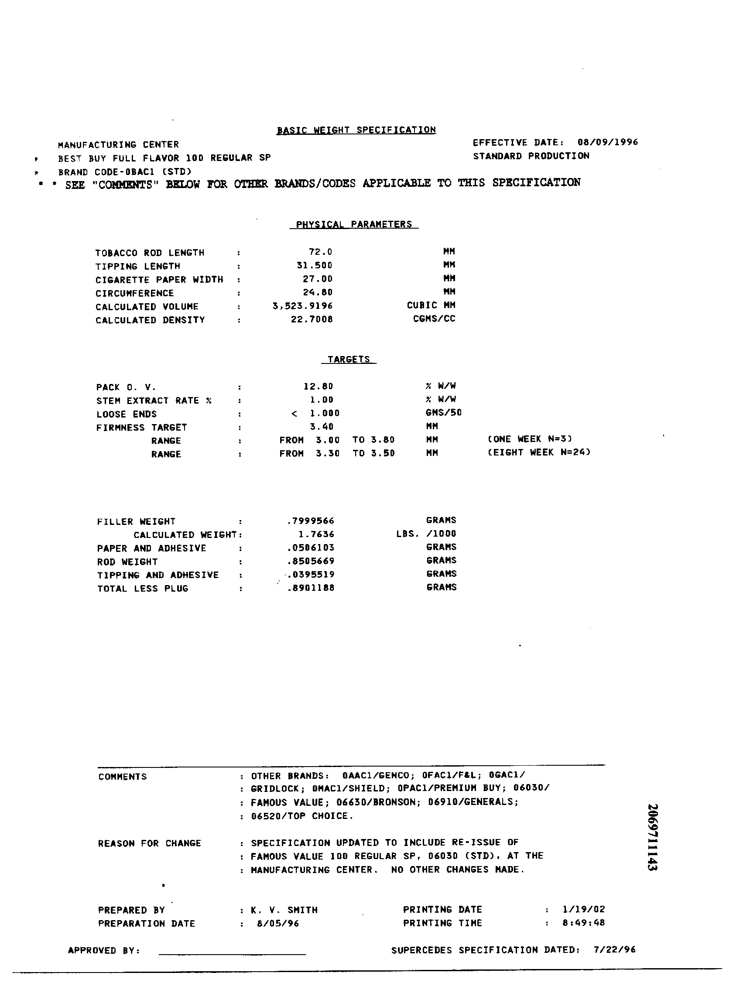 BASIC WEIGHT SPECIFICATION
MANUFACTURING CENTER EFFECTIVE DATE: 08/09/1996
* BEST BUY FULL FLAVOR 100 REGULAR SP STANDARD PRODUCTION
* BRAND CODE-0BAC1 (STD)
* * SEE "COMMENTS" BELOW FOR OTHER BRANDS/CODES APPLICABLE TO THIS SPECIFICATION
PHYSICAL PARAMETERS
TOBACCO ROD LENGTH : 72.0 MM
TIPPING LENGTH : 31.500 MM
CIGARETTE PAPER WIDTH : 27.00 MM
CIRCUMFERENCE : 24.80 MM
CALCULATED VOLUME : 3,523.9196 CUBIC MM
CALCULATED DENSITY : 22.7008 CGMS/CC
TARGETS
PACK O. V. : 12.80 % W/W
STEM EXTRACT RATE % : 1.00 % W/W
LOOSE ENDS : < 1.000 GMS/50
FIRMNESS TARGET : 3.40 MM
RANGE : FROM 3.00 TO 3.80 MM (ONE WEEK N=3)
RANGE : FROM 3.30 TO 3.50 MM (EIGHT WEEK N=24)
FILLER WEIGHT : .7999566 GRAMS
CALCULATED WEIGHT: 1.7636 LBS. /1000
PAPER AND ADHESIVE : .0506103 GRAMS
ROD WEIGHT : .8505669 GRAMS
TIPPING AND ADHESIVE : .0395519 GRAMS
TOTAL LESS PLUG : .8901188 GRAMS
COMMENTS : OTHER BRANDS: 0AAC1/GENCO; 0FAC1/F&L; 0GAC1/
: GRIDLOCK; 0MAC1/SHIELD; 0PAC1/PREMIUM BUY; 06030/
: FAMOUS VALUE; 06630/BRONSON; 06910/GENERALS;
: 06520/TOP CHOICE.
REASON FOR CHANGE : SPECIFICATION UPDATED TO INCLUDE RE-ISSUE OF
: FAMOUS VALUE 100 REGULAR SP, 06030 (STD), AT THE
: MANUFACTURING CENTER. NO OTHER CHANGES MADE.
PREPARED BY : K. V. SMITH PRINTING DATE : 1/19/02
PREPARATION DATE : 8/05/96 PRINTING TIME : 8:49:48
APPROVED BY: SUPERCEDES SPECIFICATION DATED: 7/22/96
2069711143